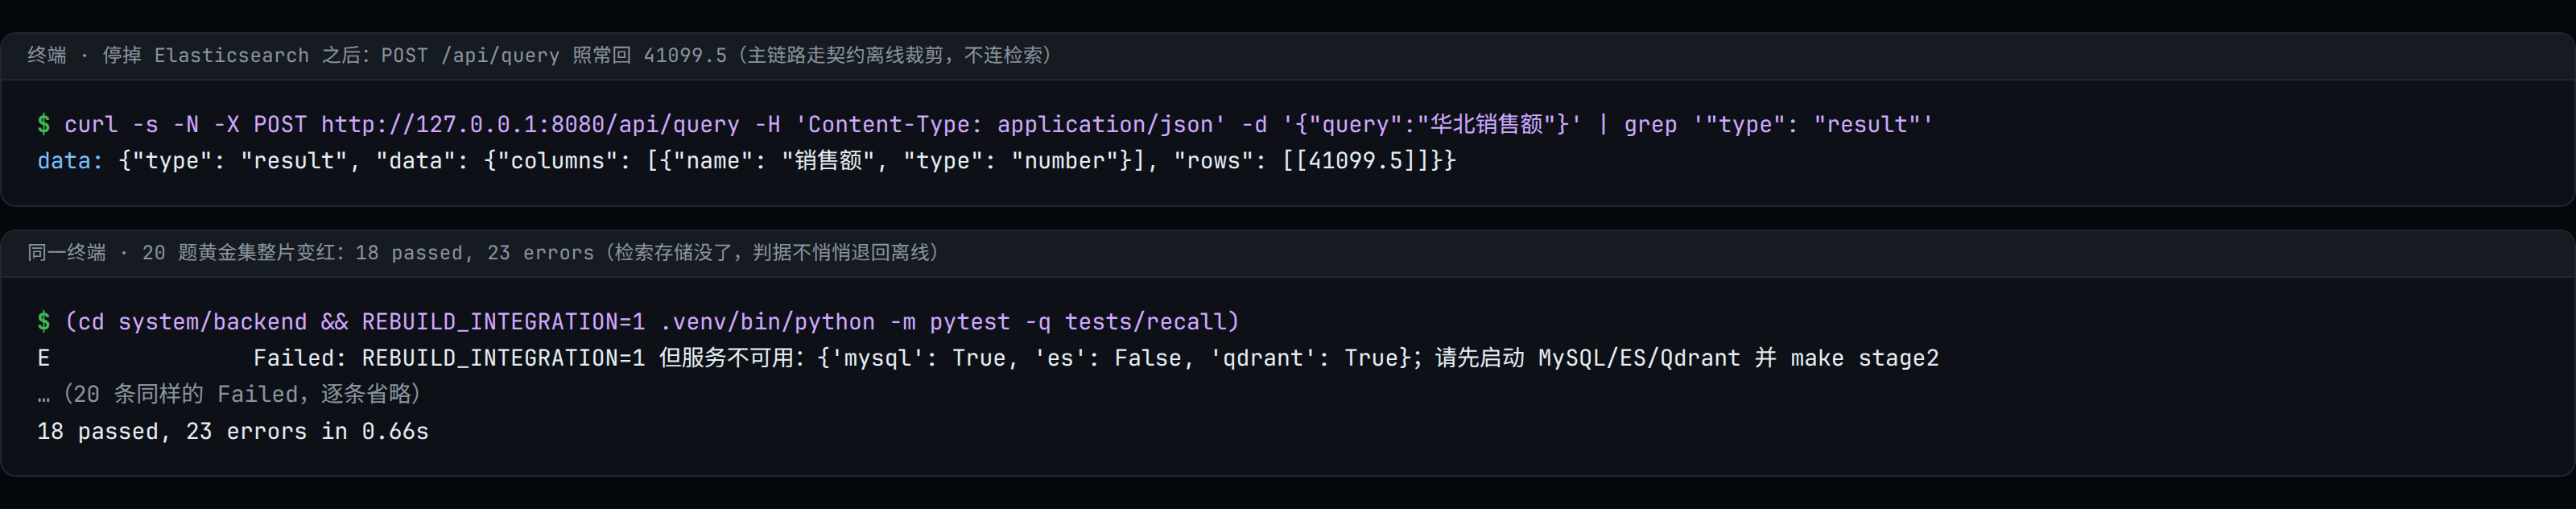 终端 · 停掉 Elasticsearch 之后：POST /api/query 照常回 41099.5（主链路走契约离线裁剪，不连检索）
$ curl -s -N -X POST http://127.0.0.1:8080/api/query -H 'Content-Type: application/json' -d '{"query":"华北销售额"}' | grep '"type": "result"'
data: {"type": "result", "data": {"columns": [{"name": "销售额", "type": "number"}], "rows": [[41099.5]]}}
同一终端 · 20 题黄金集整片变红：18 passed, 23 errors（检索存储没了，判据不悄悄退回离线）
$ (cd system/backend && REBUILD_INTEGRATION=1 .venv/bin/python -m pytest -q tests/recall)
E               Failed: REBUILD_INTEGRATION=1 但服务不可用：{'mysql': True, 'es': False, 'qdrant': True}；请先启动 MySQL/ES/Qdrant 并 make stage2
…（20 条同样的 Failed，逐条省略）
18 passed, 23 errors in 0.66s